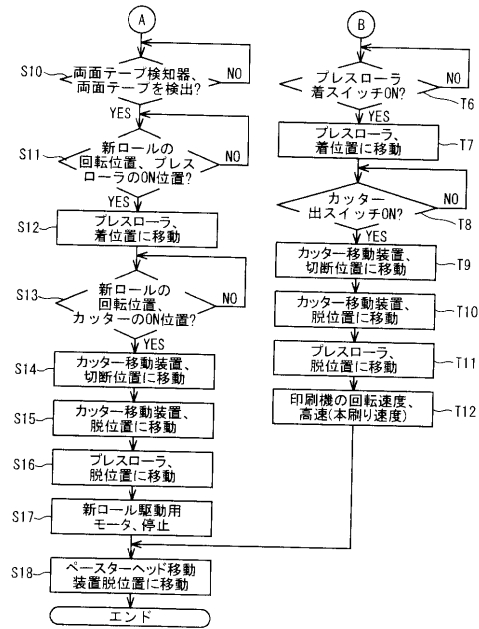 A
S10
両面テープ検知器、
両面テープを検出?
NO
YES
S11
新ロールの
回転位置、プレス
ローラのON位置?
NO
YES
S12
プレスローラ、
着位置に移動
S13
新ロールの
回転位置、
カッターのON位置?
NO
YES
S14
カッター移動装置、
切断位置に移動
S15
カッター移動装置、
脱位置に移動
S16
プレスローラ、
脱位置に移動
S17
新ロール駆動用
モータ、停止
S18
ペースターヘッド移動
装置脱位置に移動
エンド
B
プレスローラ
着スイッチON?
NO
T6
YES
プレスローラ、
着位置に移動
T7
カッター
出スイッチON?
NO
T8
YES
カッター移動装置、
切断位置に移動
T9
カッター移動装置、
脱位置に移動
T10
プレスローラ、
脱位置に移動
T11
印刷機の回転速度、
高速(本刷り速度)
T12